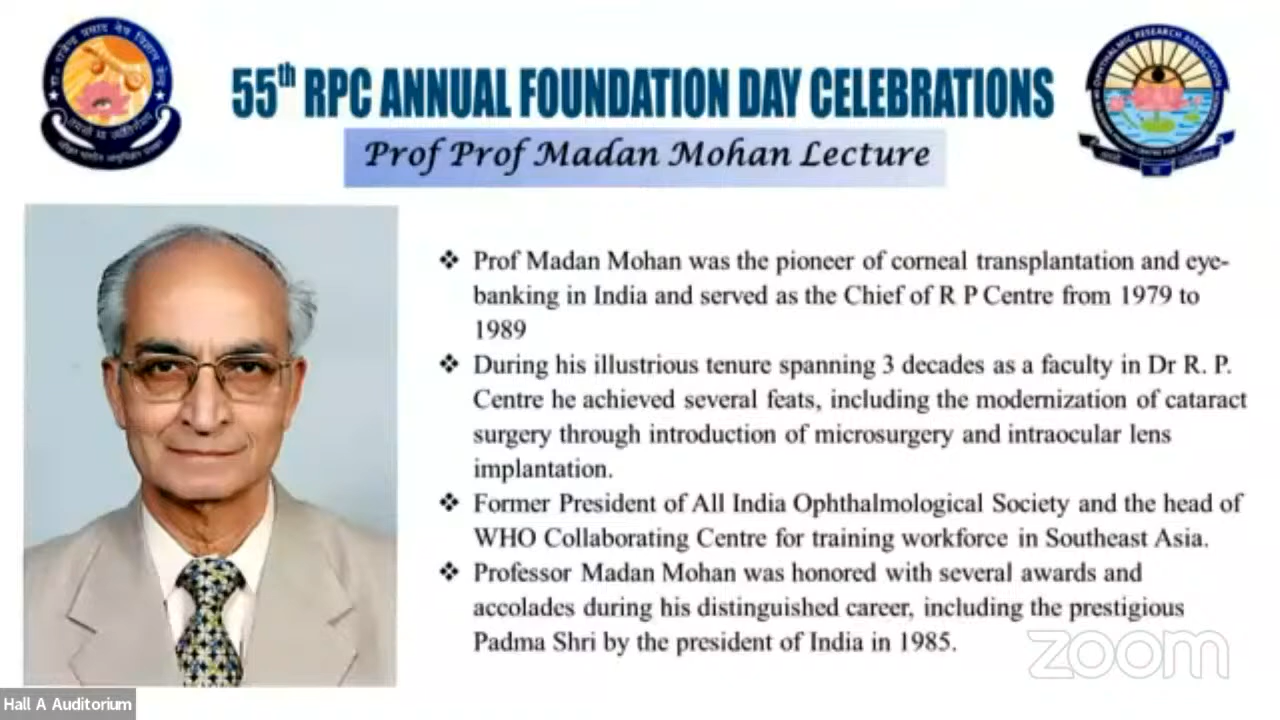 55th RPC ANNUAL FOUNDATION DAY CELEBRATIONS
Prof Prof Madan Mohan Lecture
OPHTHALMIC RESEARCH ASSOCIATION
❖ Prof Madan Mohan was the pioneer of corneal transplantation and eye-
banking in India and served as the Chief of R P Centre from 1979 to
1989
❖ During his illustrious tenure spanning 3 decades as a faculty in Dr R. P.
Centre he achieved several feats, including the modernization of cataract
surgery through introduction of microsurgery and intraocular lens
implantation.
❖ Former President of All India Ophthalmological Society and the head of
WHO Collaborating Centre for training workforce in Southeast Asia.
❖ Professor Madan Mohan was honored with several awards and
accolades during his distinguished career, including the prestigious
Padma Shri by the president of India in 1985.
zoom
Hall A Auditorium